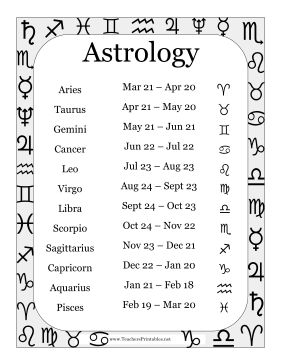 Astrology
Aries Mar 21 – Apr 20 ♈
Taurus Apr 21 – May 20 ♉
Gemini May 21 – Jun 21 ♊
Cancer Jun 22 – Jul 22 ♋
Leo Jul 23 – Aug 23 ♌
Virgo Aug 24 – Sept 23 ♍
Libra Sept 24 – Oct 23 ♎
Scorpio Oct 24 – Nov 22 ♏
Sagittarius Nov 23 – Dec 21 ♐
Capricorn Dec 22 – Jan 20 ♑
Aquarius Jan 21 – Feb 18 ♒
Pisces Feb 19 – Mar 20 ♓
www.TeachersPrintables.net